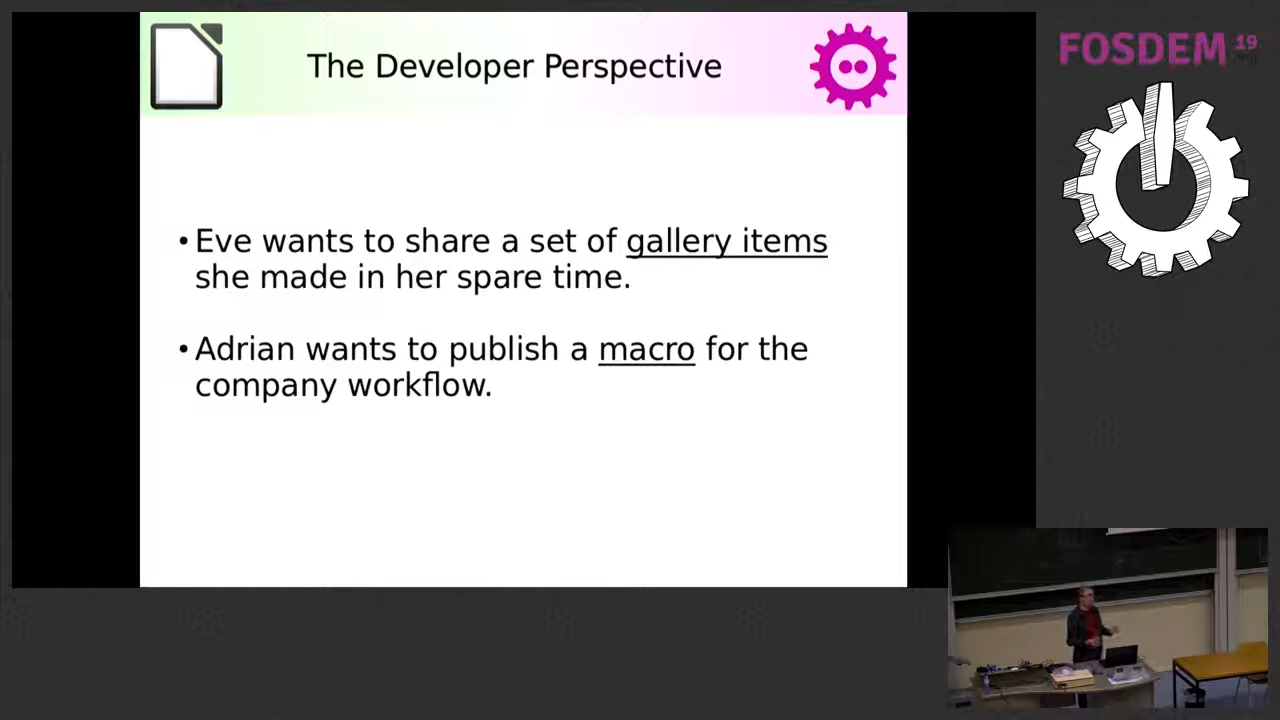 The Developer Perspective
FOSDEM 19
• Eve wants to share a set of gallery items
she made in her spare time.
• Adrian wants to publish a macro for the
company workflow.